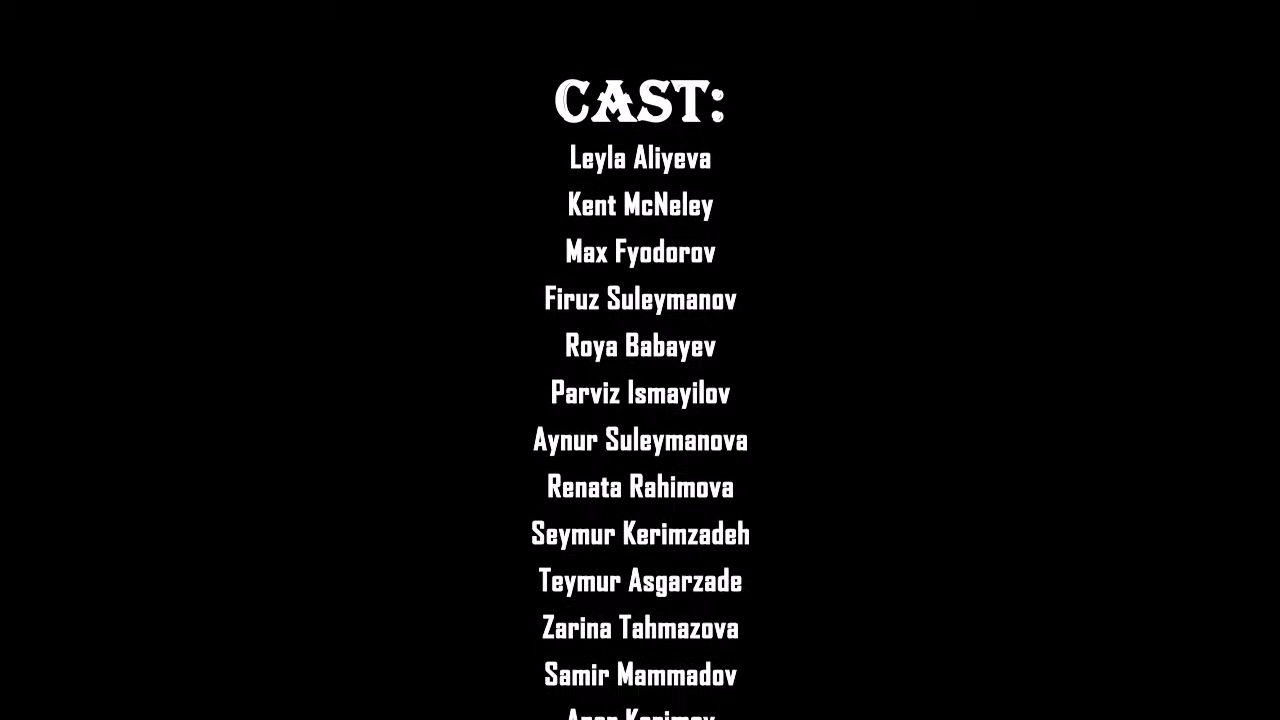 CAST:
Leyla Aliyeva
Kent McNeley
Max Fyodorov
Firuz Suleymanov
Roya Babayev
Parviz Ismayilov
Aynur Suleymanova
Renata Rahimova
Seymur Kerimzadeh
Teymur Asgarzade
Zarina Tahmazova
Samir Mammadov